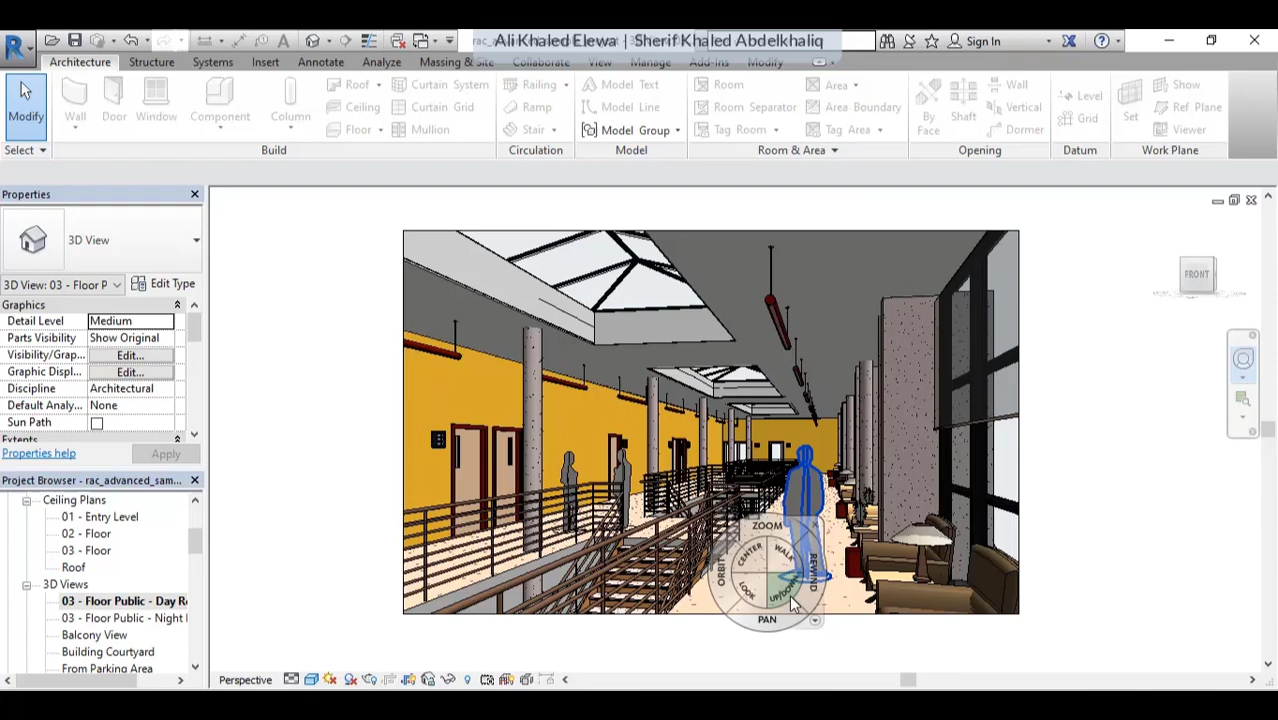 Ali Khaled Elewa | Sherif Khaled Abdelkhaliq
Sign In
Architecture Structure Systems Insert Annotate Analyze Massing & Site Collaborate View Manage Add-Ins Modify
Modify
Wall Door Window Component Column
Roof
Ceiling
Floor
Curtain System
Curtain Grid
Mullion
Railing
Ramp
Stair
Model Text
Model Line
Model Group
Room
Room Separator
Tag Room
Area
Area Boundary
Tag Area
By Face
Shaft
Wall
Vertical
Dormer
Level
Grid
Set
Show
Ref Plane
Viewer
Select Build Circulation Model Room & Area Opening Datum Work Plane
Properties
3D View
3D View: 03 - Floor P Edit Type
Graphics
Detail Level Medium
Parts Visibility Show Original
Visibility/Grap... Edit...
Graphic Displ... Edit...
Discipline Architectural
Default Analy... None
Sun Path
Extents
Properties help Apply
Project Browser - rac_advanced_sam...
Ceiling Plans
01 - Entry Level
02 - Floor
03 - Floor
Roof
3D Views
03 - Floor Public - Day Re
03 - Floor Public - Night
Balcony View
Building Courtyard
From Parking Area
FRONT
ZOOM
CENTER
WALK
ORBIT
REWIND
LOOK
UP/DOWN
PAN
Perspective